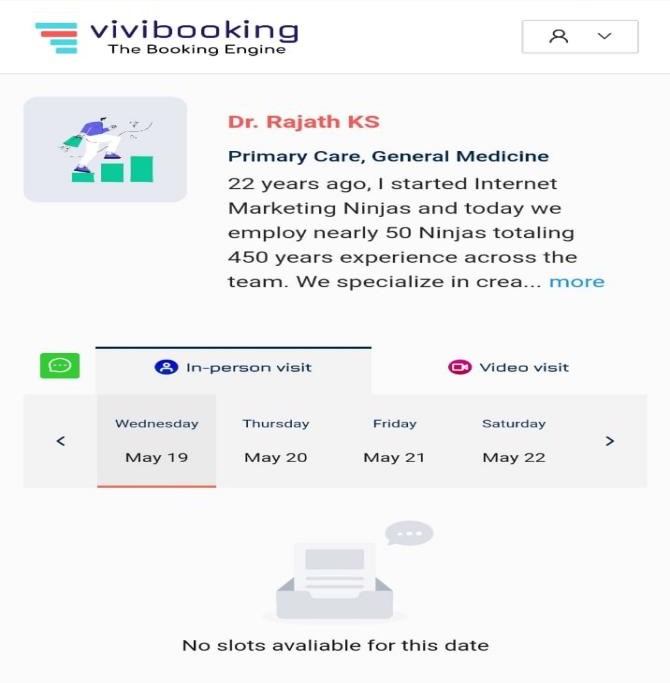 vivibooking
The Booking Engine
Dr. Rajath KS
Primary Care, General Medicine
22 years ago, I started Internet
Marketing Ninjas and today we
employ nearly 50 Ninjas totaling
450 years experience across the
team. We specialize in crea... more
In-person visit Video visit
Wednesday Thursday Friday Saturday
May 19 May 20 May 21 May 22
No slots avaliable for this date